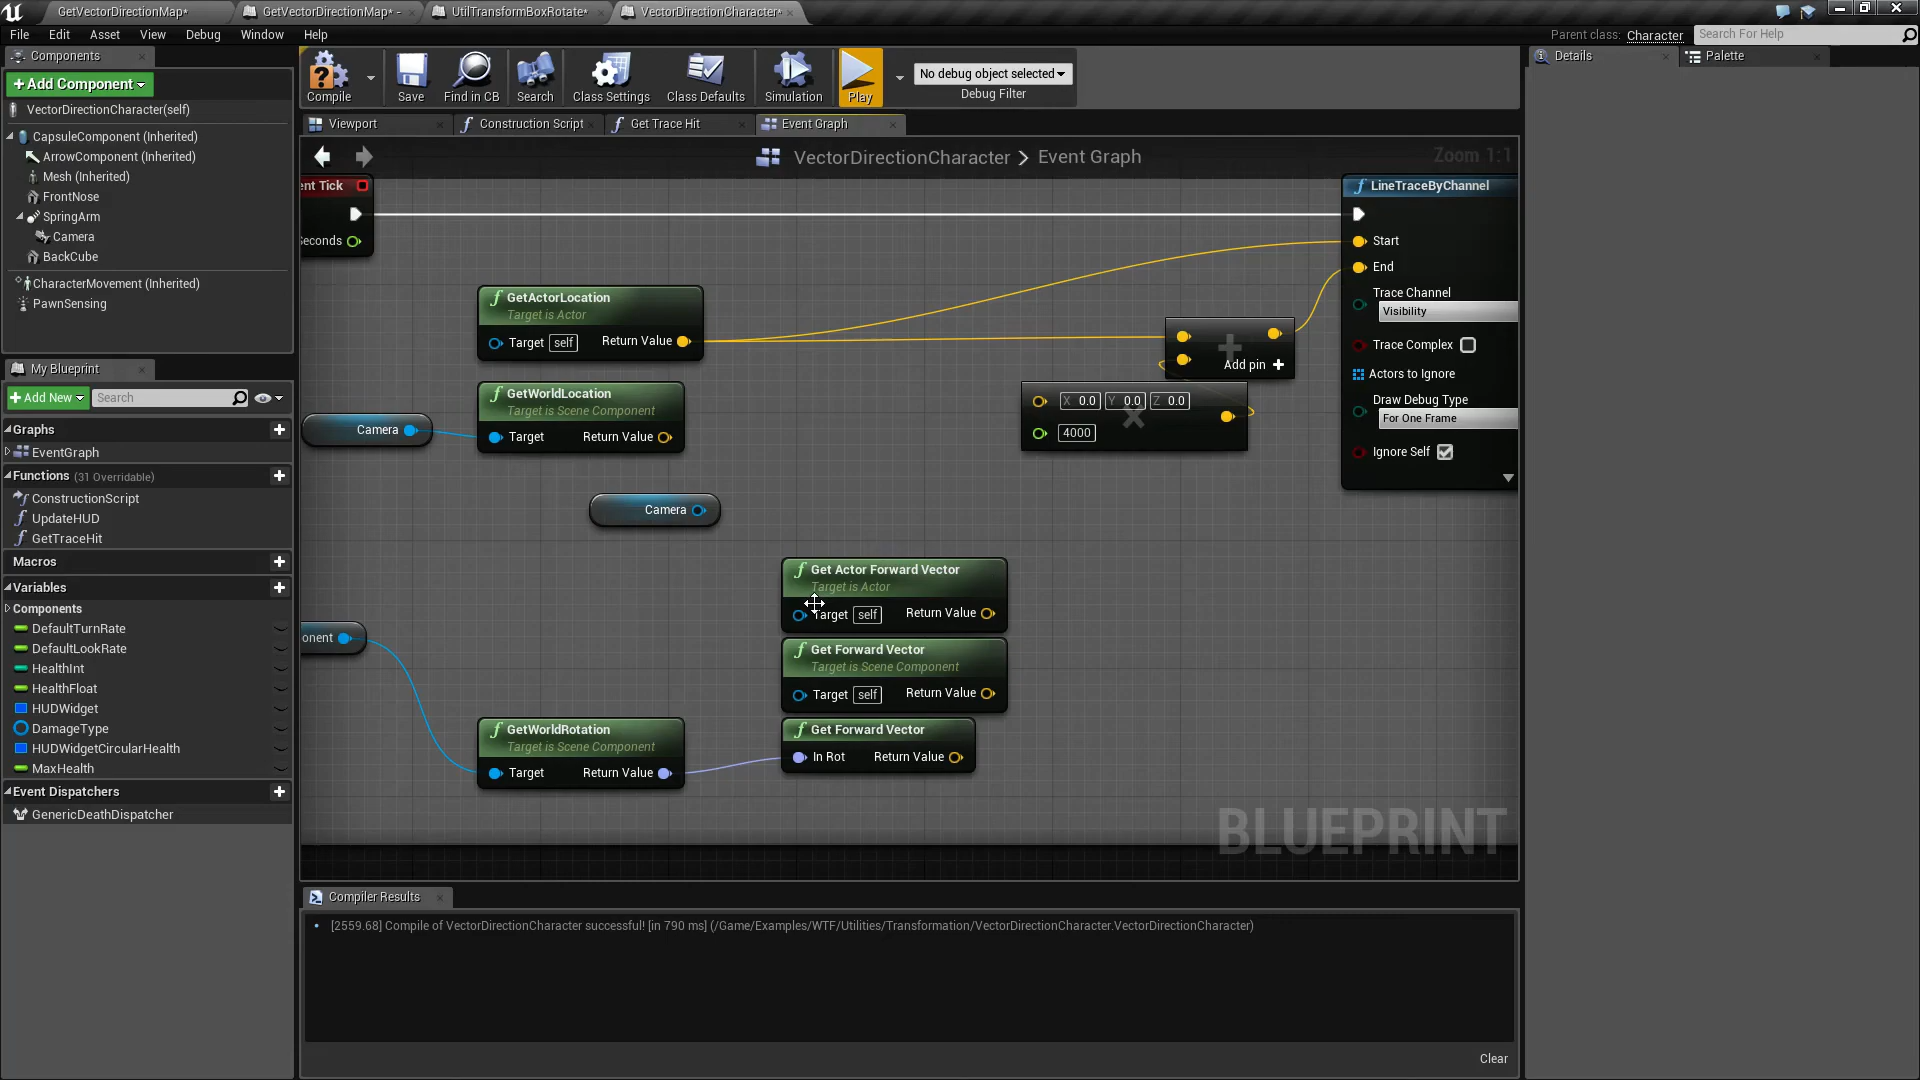 GetVectorDirectionMap*
GetVectorDirectionMap* -
UtilTransformBoxRotate*
VectorDirectionCharacter*
File Edit Asset View Debug Window Help
Parent class: Character
Search For Help
Components
+Add Component
VectorDirectionCharacter(self)
CapsuleComponent (Inherited)
ArrowComponent (Inherited)
Mesh (Inherited)
FrontNose
SpringArm
Camera
BackCube
CharacterMovement (Inherited)
PawnSensing
My Blueprint
+Add New
Search
Graphs
EventGraph
Functions (31 Overridable)
ConstructionScript
UpdateHUD
GetTraceHit
Macros
Variables
Components
DefaultTurnRate
DefaultLookRate
HealthInt
HealthFloat
HUDWidget
DamageType
HUDWidgetCircularHealth
MaxHealth
Event Dispatchers
GenericDeathDispatcher
Compile
Save
Find in CB
Search
Class Settings
Class Defaults
Simulation
Play
No debug object selected
Debug Filter
Viewport
Construction Script
Get Trace Hit
Event Graph
VectorDirectionCharacter > Event Graph
Zoom 1:1
ent Tick
Seconds
GetActorLocation
Target is Actor
Target self Return Value
GetWorldLocation
Target is Scene Component
Target Return Value
Camera
Camera
Add pin +
X 0.0 Y 0.0 Z 0.0
4000
LineTraceByChannel
Start
End
Trace Channel
Visibility
Trace Complex
Actors to Ignore
Draw Debug Type
For One Frame
Ignore Self
Get Actor Forward Vector
Target is Actor
Target self Return Value
Get Forward Vector
Target is Scene Component
Target self Return Value
onent
GetWorldRotation
Target is Scene Component
Target Return Value
Get Forward Vector
In Rot Return Value
BLUEPRINT
Compiler Results
[2559.68] Compile of VectorDirectionCharacter successful! [in 790 ms] (/Game/Examples/WTF/Utilities/Transformation/VectorDirectionCharacter.VectorDirectionCharacter)
Clear
Details
Palette